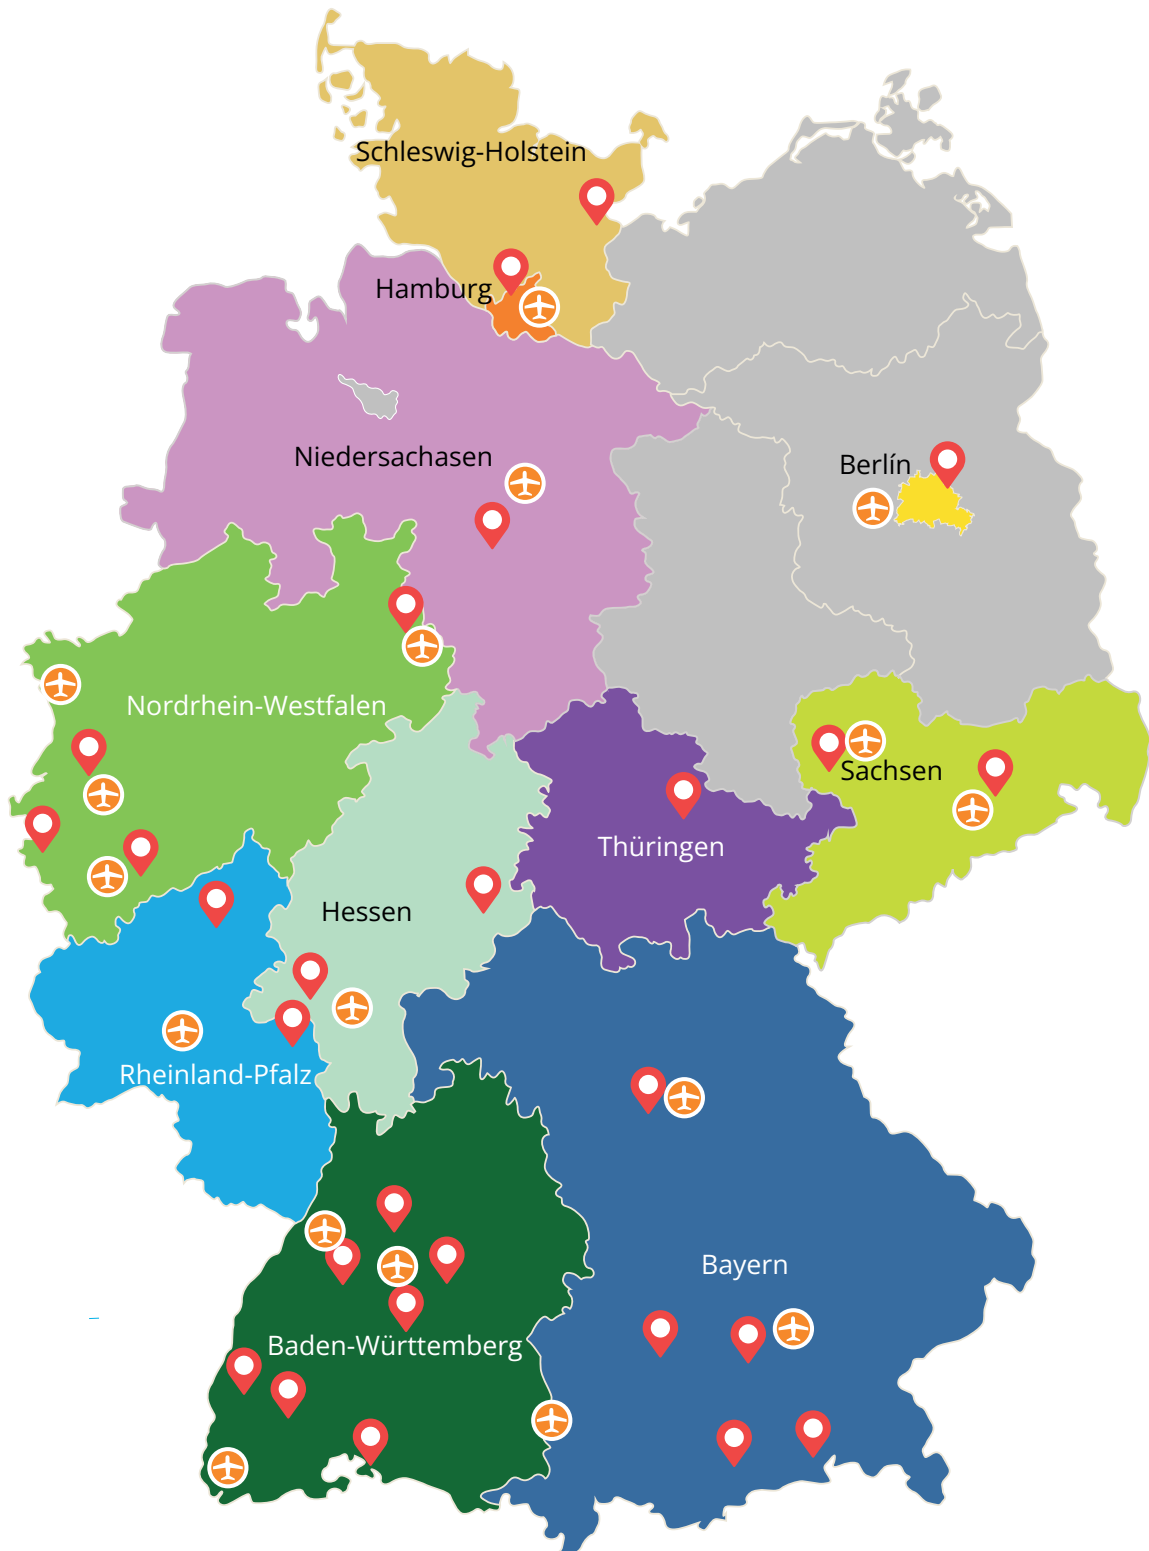 Schleswig-Holstein
Hamburg
Niedersachasen
Berlín
Nordrhein-Westfalen
Sachsen
Thüringen
Hessen
Rheinland-Pfalz
Bayern
Baden-Württemberg